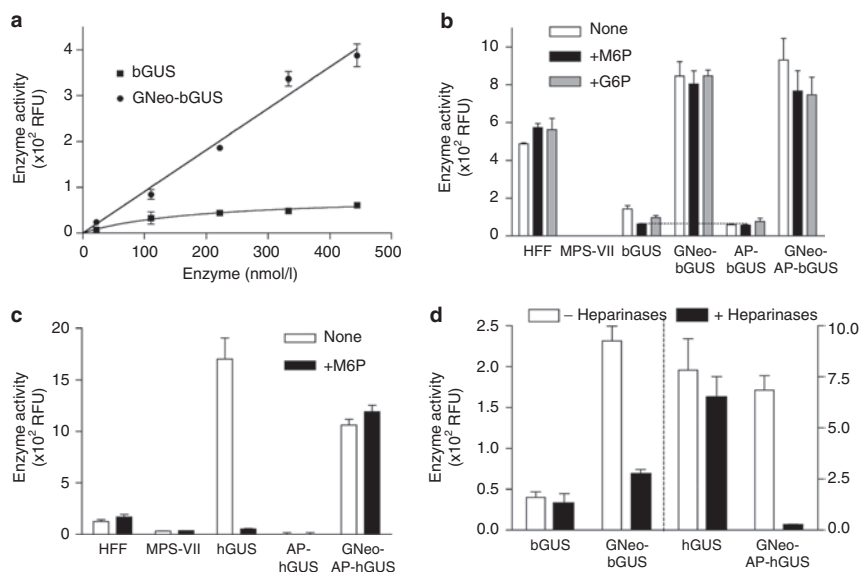 a
4
3
2
1
0
0
100
200
300
400
500
Enzyme activity
(x10² RFU)
Enzyme (nmol/l)
bGUS
GNeo-bGUS
b
10
8
6
4
2
0
Enzyme activity
(x10² RFU)
None
+M6P
+G6P
HFF
MPS-VII
bGUS
GNeo-
bGUS
AP-
bGUS
GNeo-
AP-bGUS
c
20
15
10
5
0
Enzyme activity
(x10² RFU)
None
+M6P
HFF
MPS-VII
hGUS
AP-
hGUS
GNeo-
AP-hGUS
d
– Heparinases
+ Heparinases
2.5
2.0
1.5
1.0
0.5
0.0
Enzyme activity
(x10² RFU)
10.0
7.5
5.0
2.5
0.0
bGUS
GNeo-
bGUS
hGUS
GNeo-
AP-hGUS